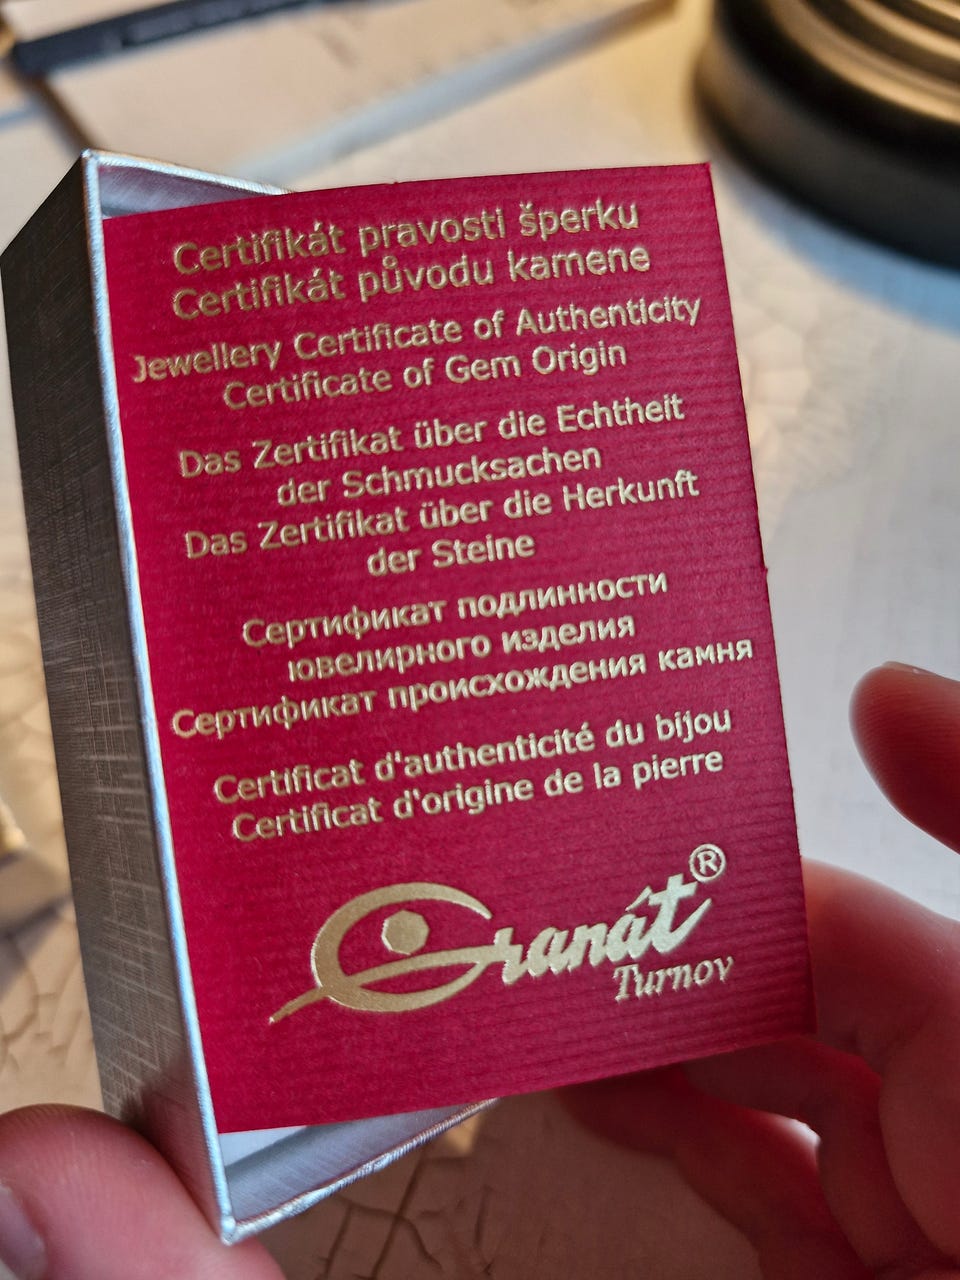 Certifikát pravosti šperku
Certifikát původu kamene
Jewellery Certificate of Authenticity
Certificate of Gem Origin
Das Zertifikat über die Echtheit
der Schmucksachen
Das Zertifikat über die Herkunft
der Steine
Сертификат подлинности
ювелирного изделия
Сертификат происхождения камня
Certificat d'authenticité du bijou
Certificat d'origine de la pierre
Granát®
Turnov